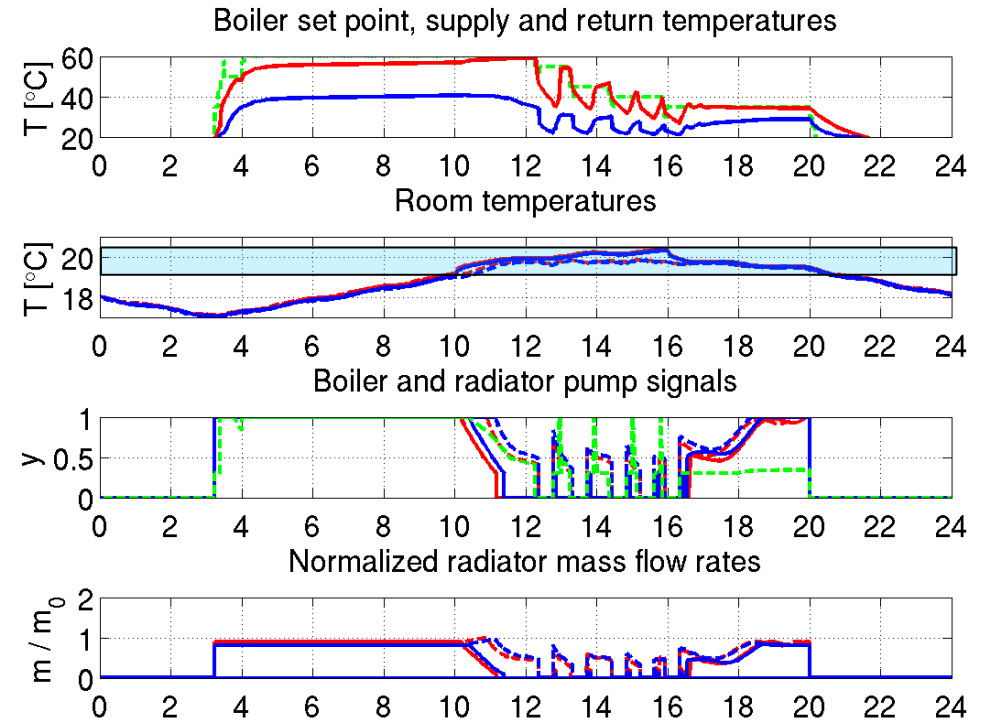 Boiler set point, supply and return temperatures
T [°C]
60
40
20
0 2 4 6 8 10 12 14 16 18 20 22 24
Room temperatures
T [°C]
20
18
0 2 4 6 8 10 12 14 16 18 20 22 24
Boiler and radiator pump signals
y
1
0.5
0
0 2 4 6 8 10 12 14 16 18 20 22 24
Normalized radiator mass flow rates
m / m₀
2
1
0
0 2 4 6 8 10 12 14 16 18 20 22 24